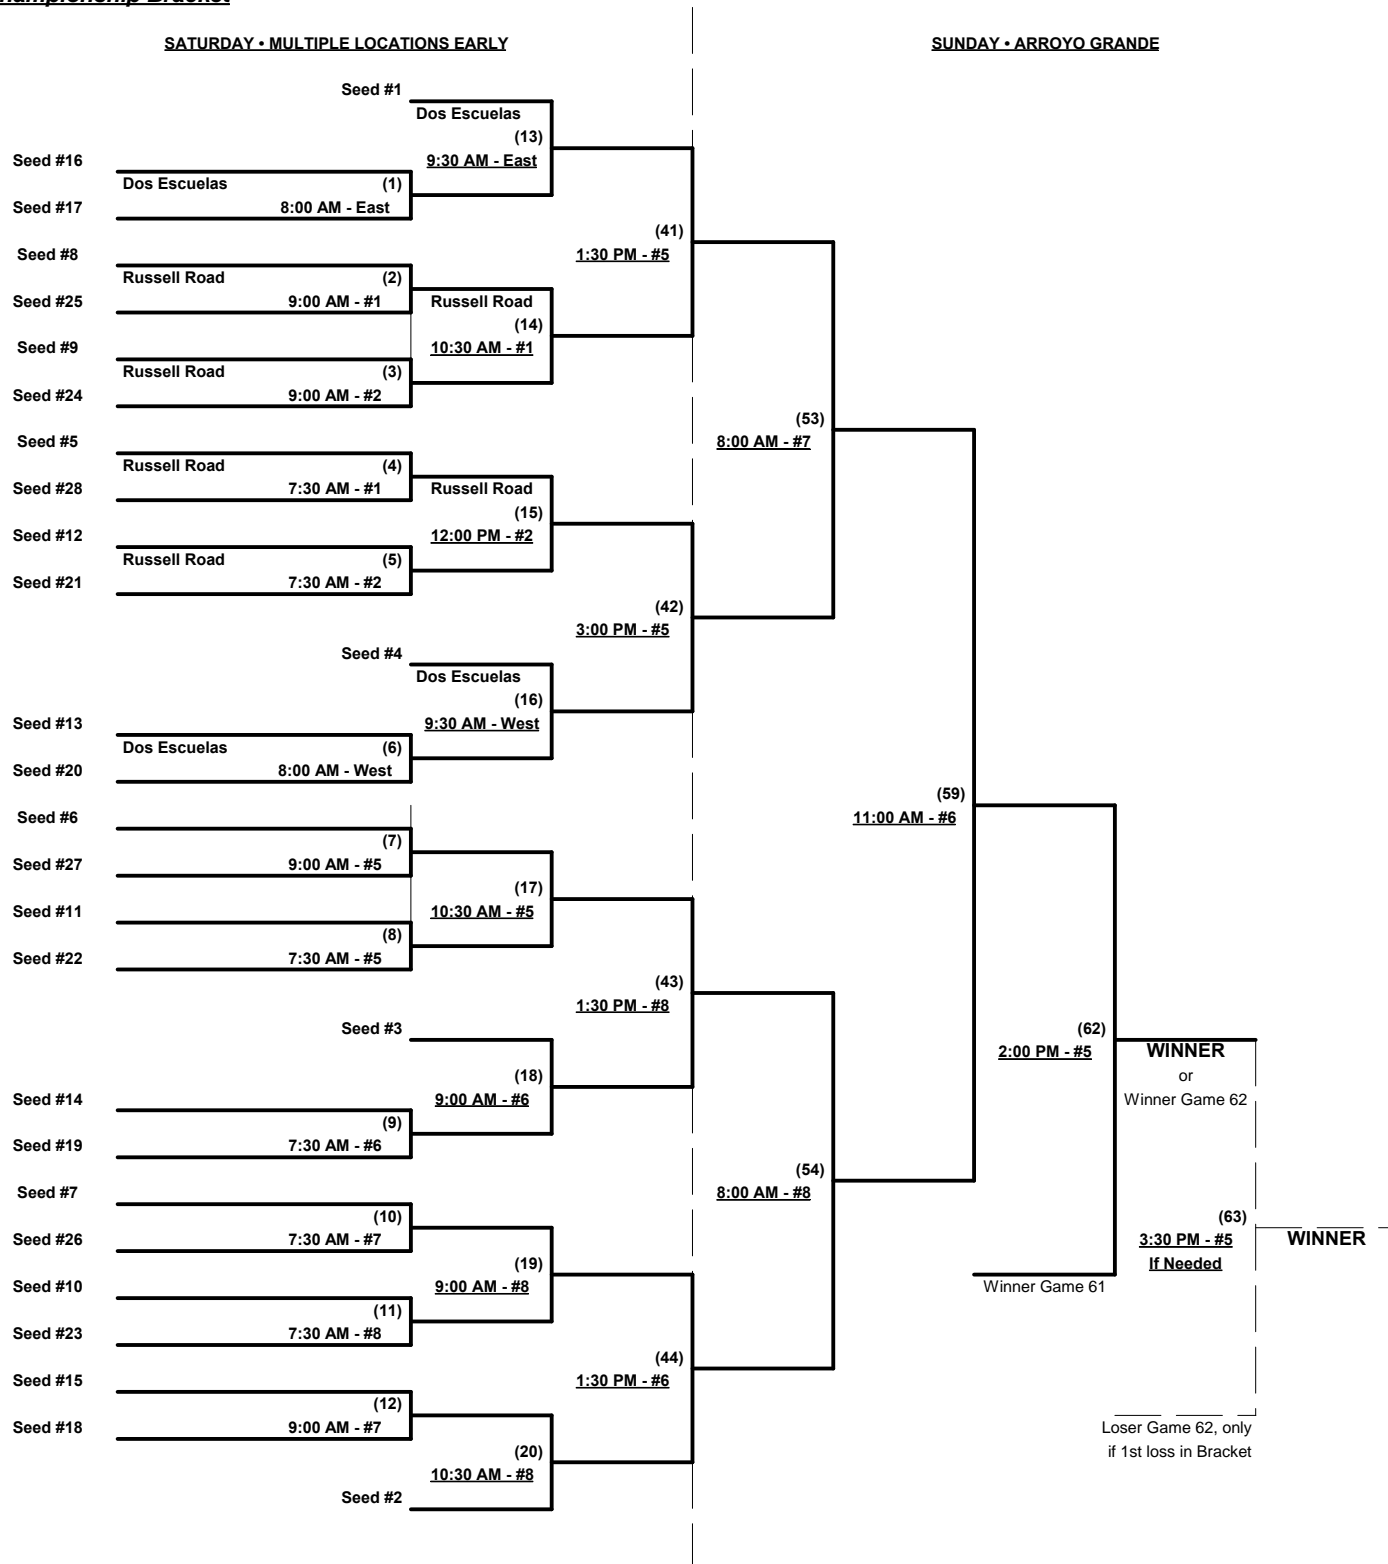 SATURDAY • MULTIPLE LOCATIONS EARLY
SUNDAY • ARROYO GRANDE
Seed #1
Dos Escuelas
(13)
9:30 AM - East
Seed #16
Dos Escuelas (1)
Seed #17
8:00 AM - East
(41)
1:30 PM - #5
Seed #8
Russell Road (2)
Seed #25
9:00 AM - #1
Russell Road
(14)
10:30 AM - #1
Seed #9
Russell Road (3)
Seed #24
9:00 AM - #2
(53)
8:00 AM - #7
Seed #5
Russell Road (4)
Seed #28
7:30 AM - #1
Russell Road
(15)
12:00 PM - #2
Seed #12
Russell Road (5)
Seed #21
7:30 AM - #2
(42)
3:00 PM - #5
Seed #4
Dos Escuelas
(16)
9:30 AM - West
Seed #13
Dos Escuelas (6)
Seed #20
8:00 AM - West
(59)
11:00 AM - #6
Seed #6
(7)
Seed #27
9:00 AM - #5
(17)
10:30 AM - #5
Seed #11
(8)
Seed #22
7:30 AM - #5
(43)
1:30 PM - #8
Seed #3
(18)
9:00 AM - #6
(62)
2:00 PM - #5
WINNER
or
Winner Game 62
Seed #14
(9)
Seed #19
7:30 AM - #6
(54)
8:00 AM - #8
Seed #7
(10)
Seed #26
7:30 AM - #7
(63)
3:30 PM - #5
If Needed
WINNER
(19)
9:00 AM - #8
Seed #10
Winner Game 61
(11)
Seed #23
7:30 AM - #8
(44)
1:30 PM - #6
Seed #15
(12)
Seed #18
9:00 AM - #7
Loser Game 62, only
if 1st loss in Bracket
(20)
10:30 AM - #8
Seed #2